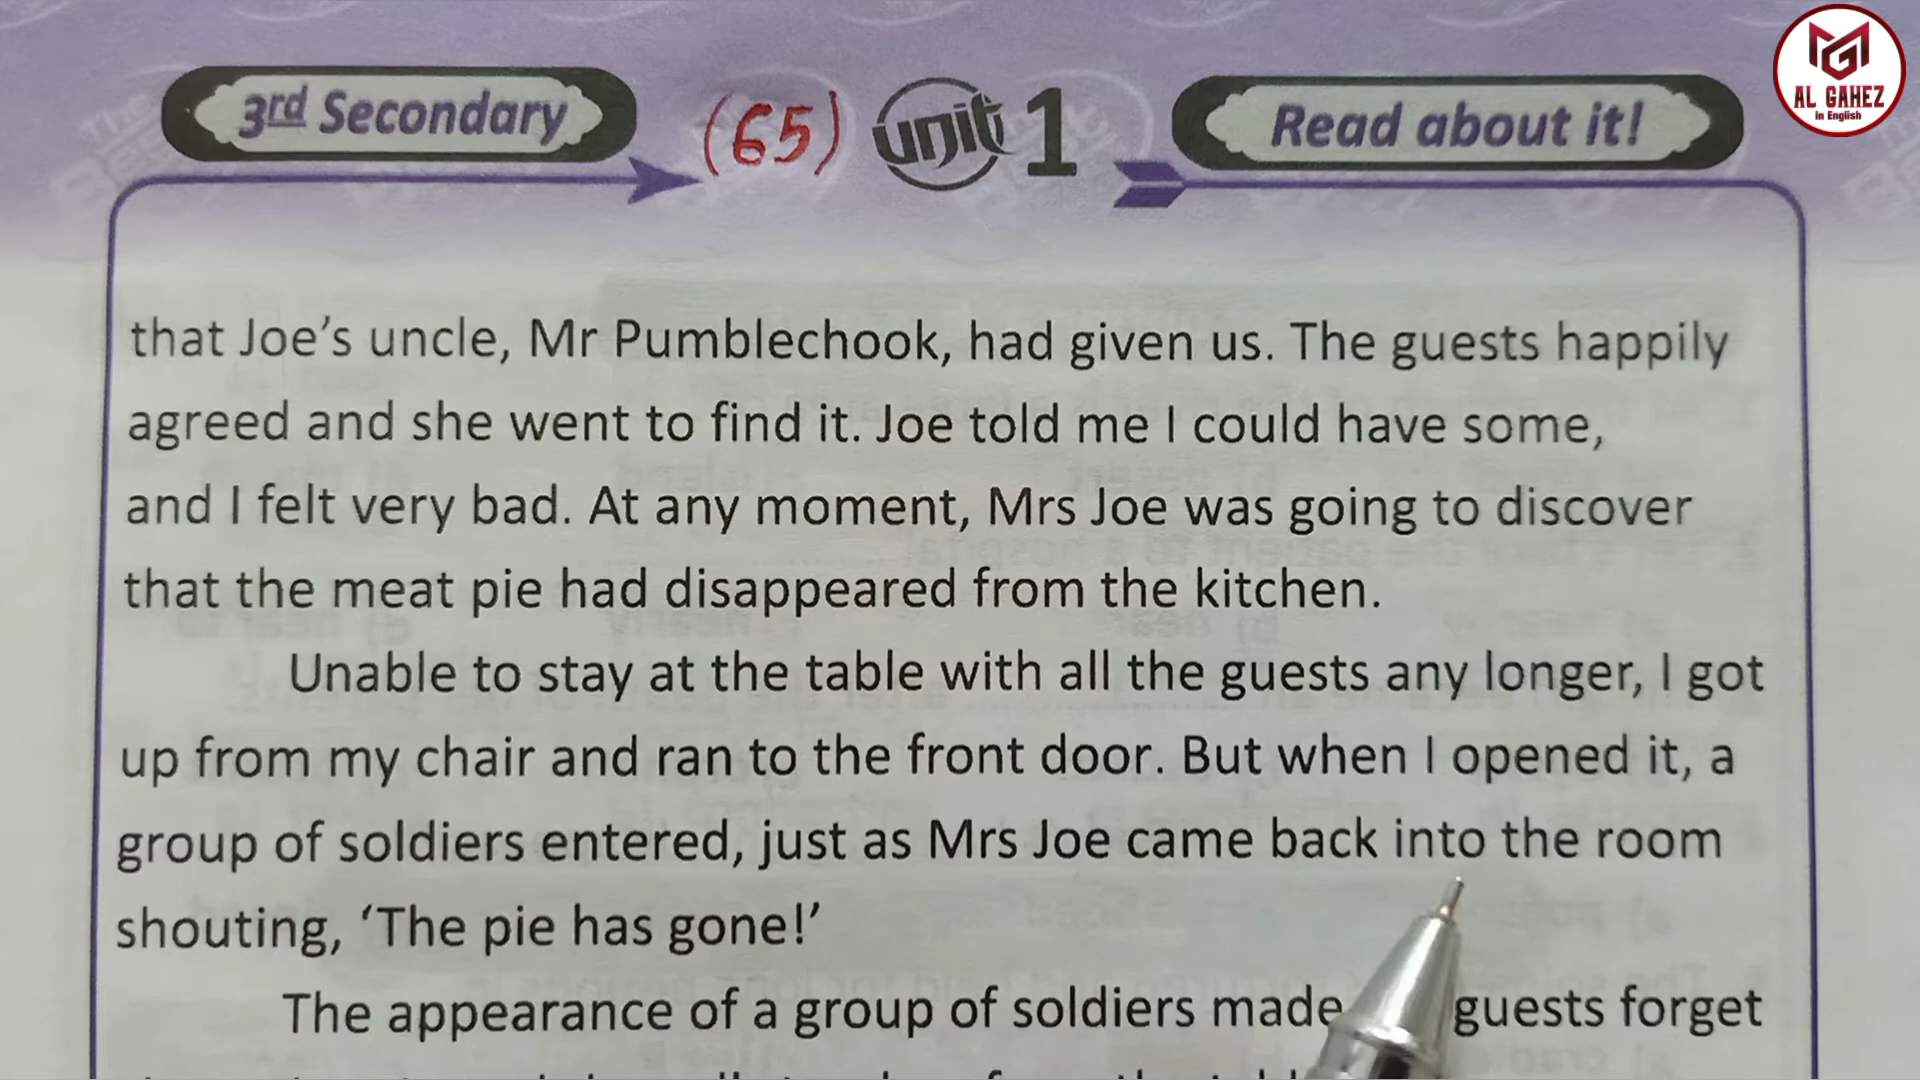 3rd Secondary (65) unit 1 Read about it!
AL GAHEZ
in English
that Joe's uncle, Mr Pumblechook, had given us. The guests happily
agreed and she went to find it. Joe told me I could have some,
and I felt very bad. At any moment, Mrs Joe was going to discover
that the meat pie had disappeared from the kitchen.
Unable to stay at the table with all the guests any longer, I got
up from my chair and ran to the front door. But when I opened it, a
group of soldiers entered, just as Mrs Joe came back into the room
shouting, 'The pie has gone!'
The appearance of a group of soldiers made guests forget